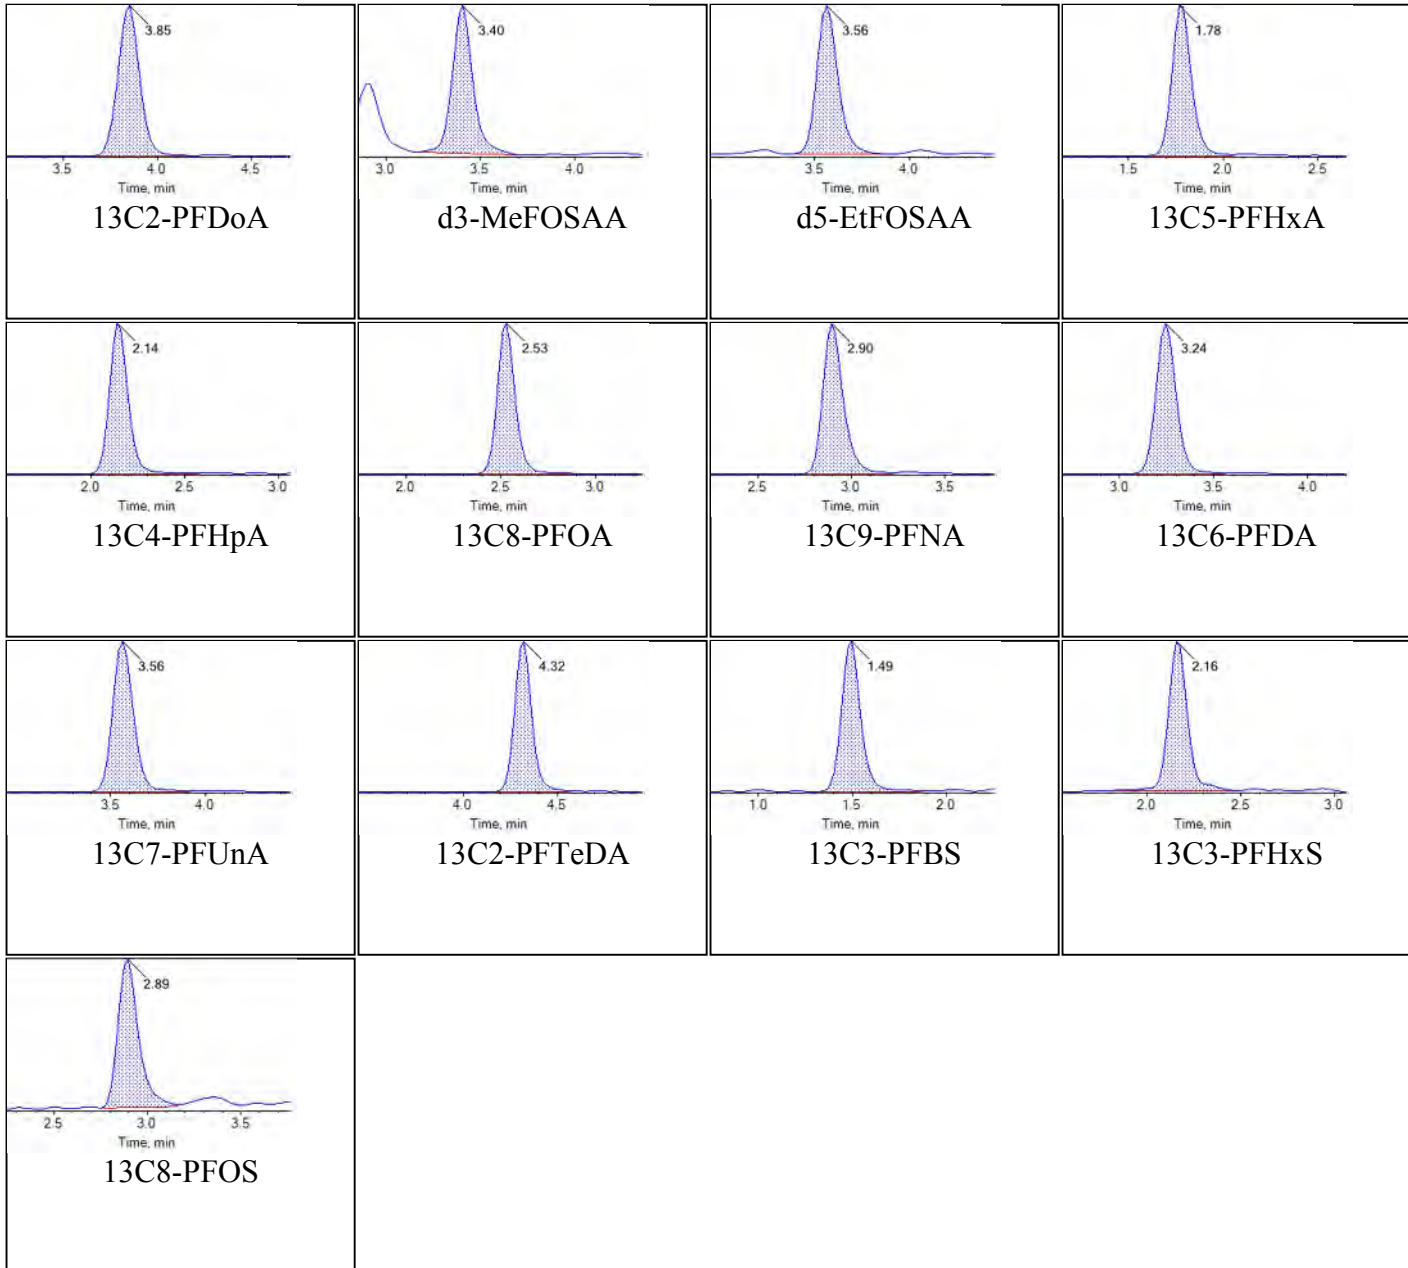 3.85
3.5 4.0 4.5
Time, min
13C2-PFDoA
3.40
3.0 3.5 4.0
Time, min
d3-MeFOSAA
3.56
3.5 4.0
Time, min
d5-EtFOSAA
1.78
1.5 2.0 2.5
Time, min
13C5-PFHxA
2.14
2.0 2.5 3.0
Time, min
13C4-PFHpA
2.53
2.0 2.5 3.0
Time, min
13C8-PFOA
2.90
2.5 3.0 3.5
Time, min
13C9-PFNA
3.24
3.0 3.5 4.0
Time, min
13C6-PFDA
3.56
3.5 4.0
Time, min
13C7-PFUnA
4.32
4.0 4.5
Time, min
13C2-PFTeDA
1.49
1.0 1.5 2.0
Time, min
13C3-PFBS
2.16
2.0 2.5 3.0
Time, min
13C3-PFHxS
2.89
2.5 3.0 3.5
Time, min
13C8-PFOS